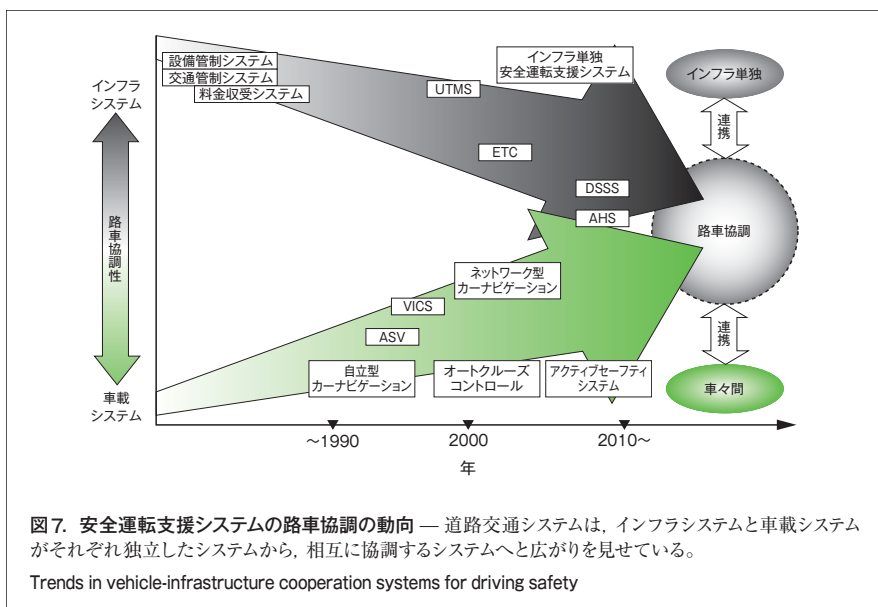 設備管制システム
交通管制システム
料金収受システム
インフラ
システム
UTMS
インフラ単独
安全運転支援システム
インフラ単独
連携
ETC
DSSS
AHS
路車協調
路車協調性
ネットワーク型
カーナビゲーション
VICS
ASV
連携
自立型
カーナビゲーション
オートクルーズ
コントロール
アクティブセーフティ
システム
車々間
車載
システム
～1990
2000
2010～
年
図7．安全運転支援システムの路車協調の動向 ― 道路交通システムは，インフラシステムと車載システム
がそれぞれ独立したシステムから，相互に協調するシステムへと広がりを見せている。
Trends in vehicle-infrastructure cooperation systems for driving safety